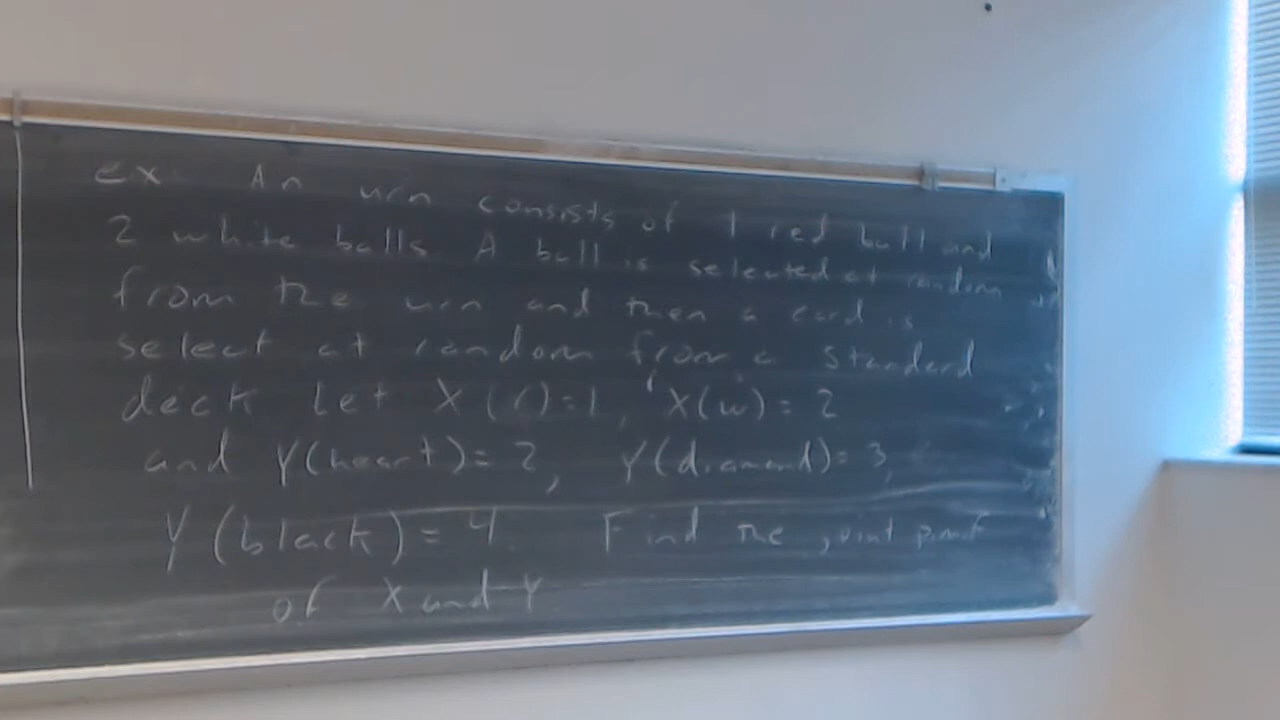 ex. An urn consists of 1 red ball and
2 white balls. A ball is selected at random
from the urn and then a card is
select at random from a standard
deck Let X(r)=1, X(w)=2
and Y(heart)=2, Y(diamand)=3,
Y(black)=4. Find the joint pmf
of X and Y